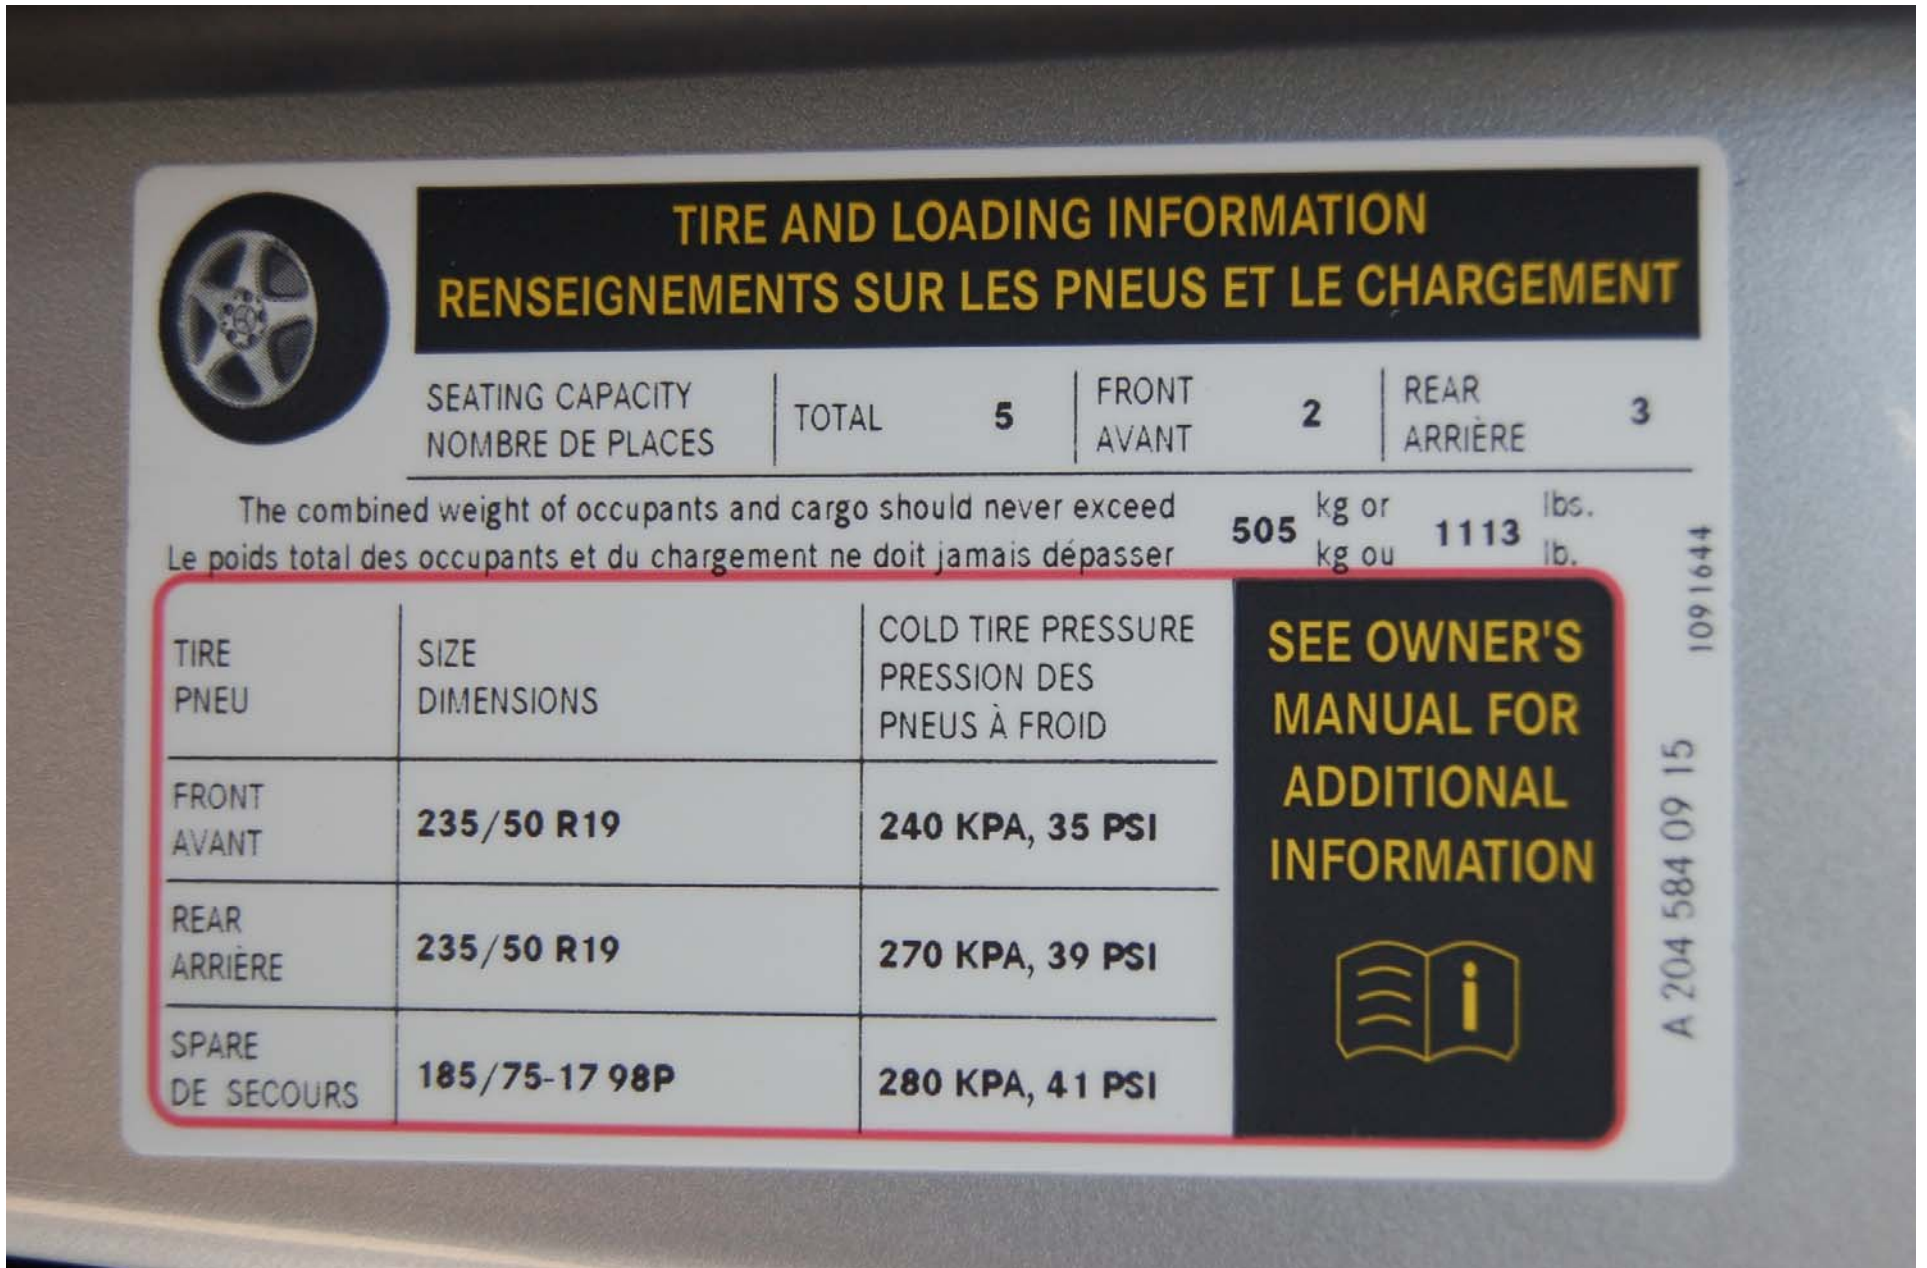 TIRE AND LOADING INFORMATION
RENSEIGNEMENTS SUR LES PNEUS ET LE CHARGEMENT
SEATING CAPACITY
NOMBRE DE PLACES
TOTAL 5
FRONT
AVANT
2
REAR
ARRIÈRE
3
The combined weight of occupants and cargo should never exceed
Le poids total des occupants et du chargement ne doit jamais dépasser
505
kg or
kg ou
1113
lbs.
lb.
TIRE
PNEU
SIZE
DIMENSIONS
COLD TIRE PRESSURE
PRESSION DES
PNEUS À FROID
FRONT
AVANT
235/50 R19
240 KPA, 35 PSI
REAR
ARRIÈRE
235/50 R19
270 KPA, 39 PSI
SPARE
DE SECOURS
185/75-17 98P
280 KPA, 41 PSI
SEE OWNER'S
MANUAL FOR
ADDITIONAL
INFORMATION
i
A 204 584 09 15 1091644